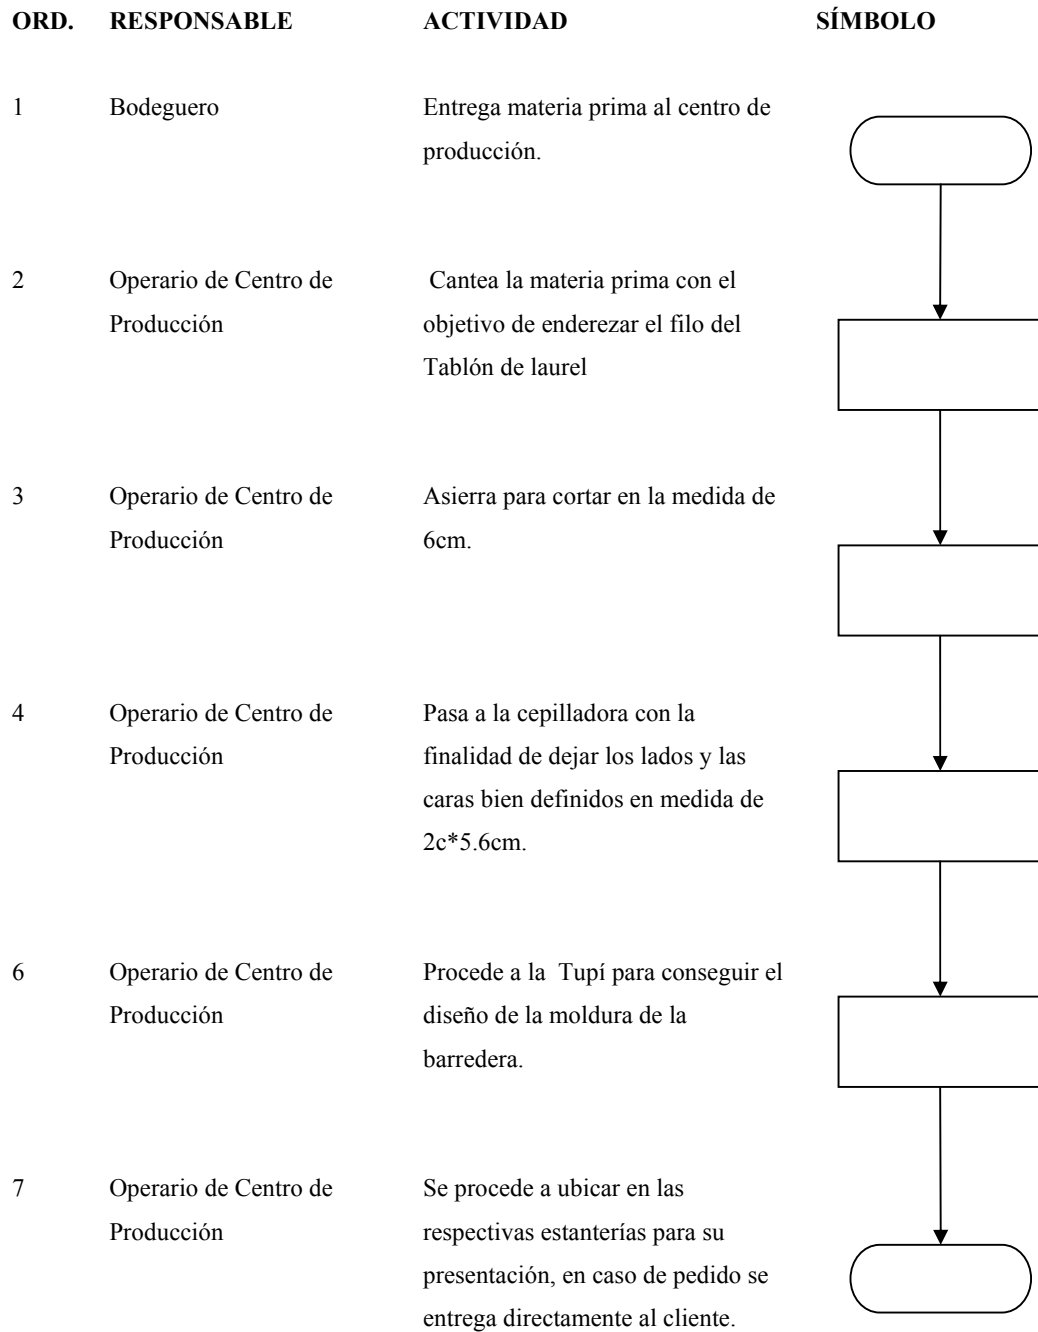 ORD. RESPONSABLE ACTIVIDAD SÍMBOLO
1 Bodeguero Entrega materia prima al centro de
producción.
2 Operario de Centro de Cantea la materia prima con el
Producción objetivo de enderezar el filo del
Tablón de laurel
3 Operario de Centro de Asierra para cortar en la medida de
Producción 6cm.
4 Operario de Centro de Pasa a la cepilladora con la
Producción finalidad de dejar los lados y las
caras bien definidos en medida de
2c*5.6cm.
6 Operario de Centro de Procede a la Tupí para conseguir el
Producción diseño de la moldura de la
barredera.
7 Operario de Centro de Se procede a ubicar en las
Producción respectivas estanterías para su
presentación, en caso de pedido se
entrega directamente al cliente.